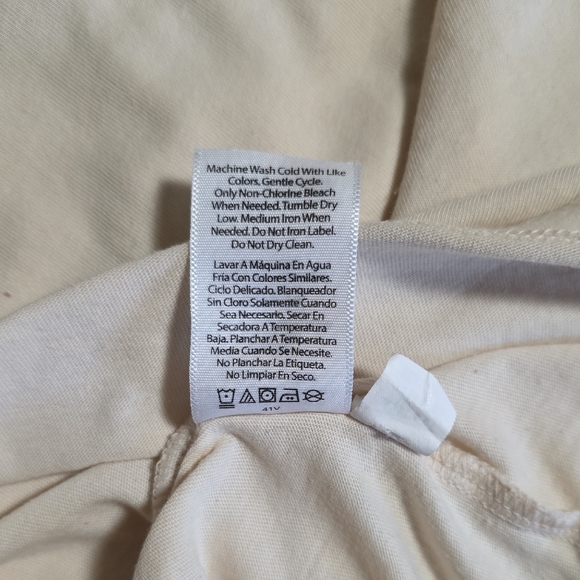 Machine Wash Cold With Like
Colors, Gentle Cycle.
Only Non-Chlorine Bleach
When Needed. Tumble Dry
Low. Medium Iron When
Needed. Do Not Iron Label.
Do Not Dry Clean.
Lavar A Máquina En Agua
Fría Con Colores Similares.
Ciclo Delicado. Blanqueador
Sin Cloro Solamente Cuando
Sea Necesario. Secar En
Secadora A Temperatura
Baja. Planchar A Temperatura
Media Cuando Se Necesite.
No Planchar La Etiqueta.
No Limpiar En Seco.
41V